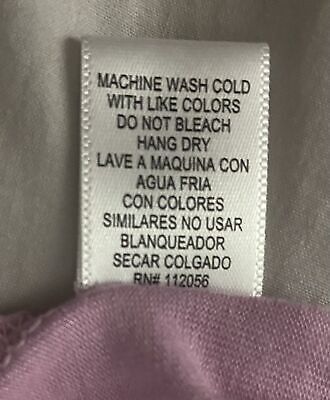 MACHINE WASH COLD
WITH LIKE COLORS
DO NOT BLEACH
HANG DRY
LAVE A MAQUINA CON
AGUA FRIA
CON COLORES
SIMILARES NO USAR
BLANQUEADOR
SECAR COLGADO
RN# 112056